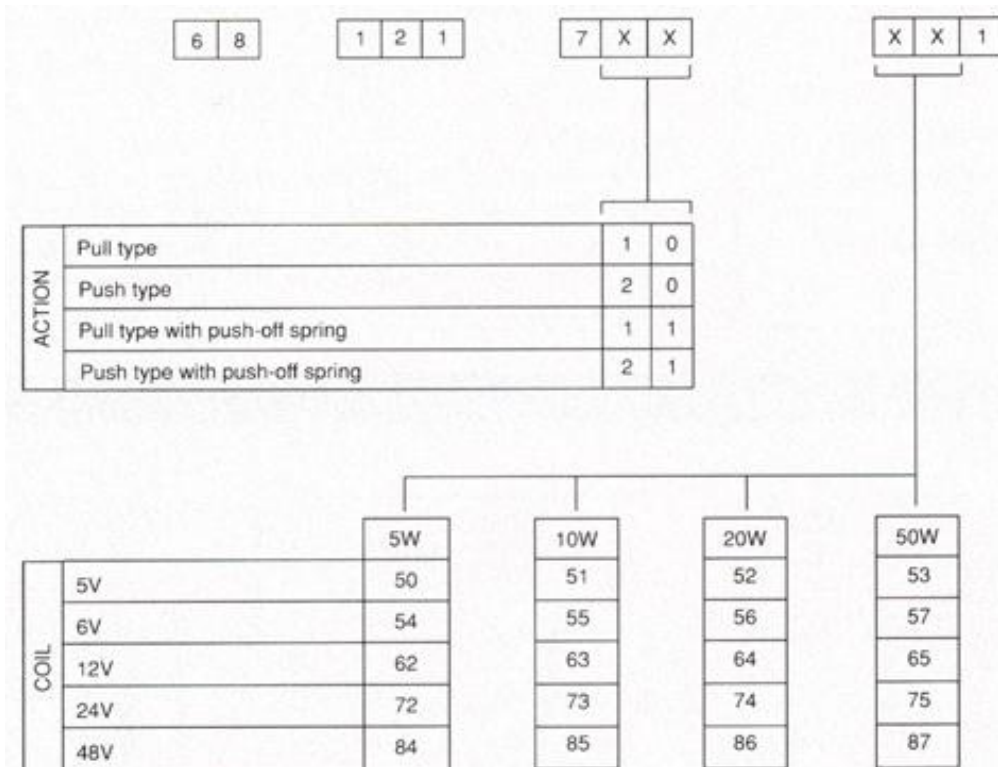 6 8 1 2 1 7 X X X X 1
ACTION
Pull type 1 0
Push type 2 0
Pull type with push-off spring 1 1
Push type with push-off spring 2 1
5W 10W 20W 50W
COIL
5V 50 51 52 53
6V 54 55 56 57
12V 62 63 64 65
24V 72 73 74 75
48V 84 85 86 87